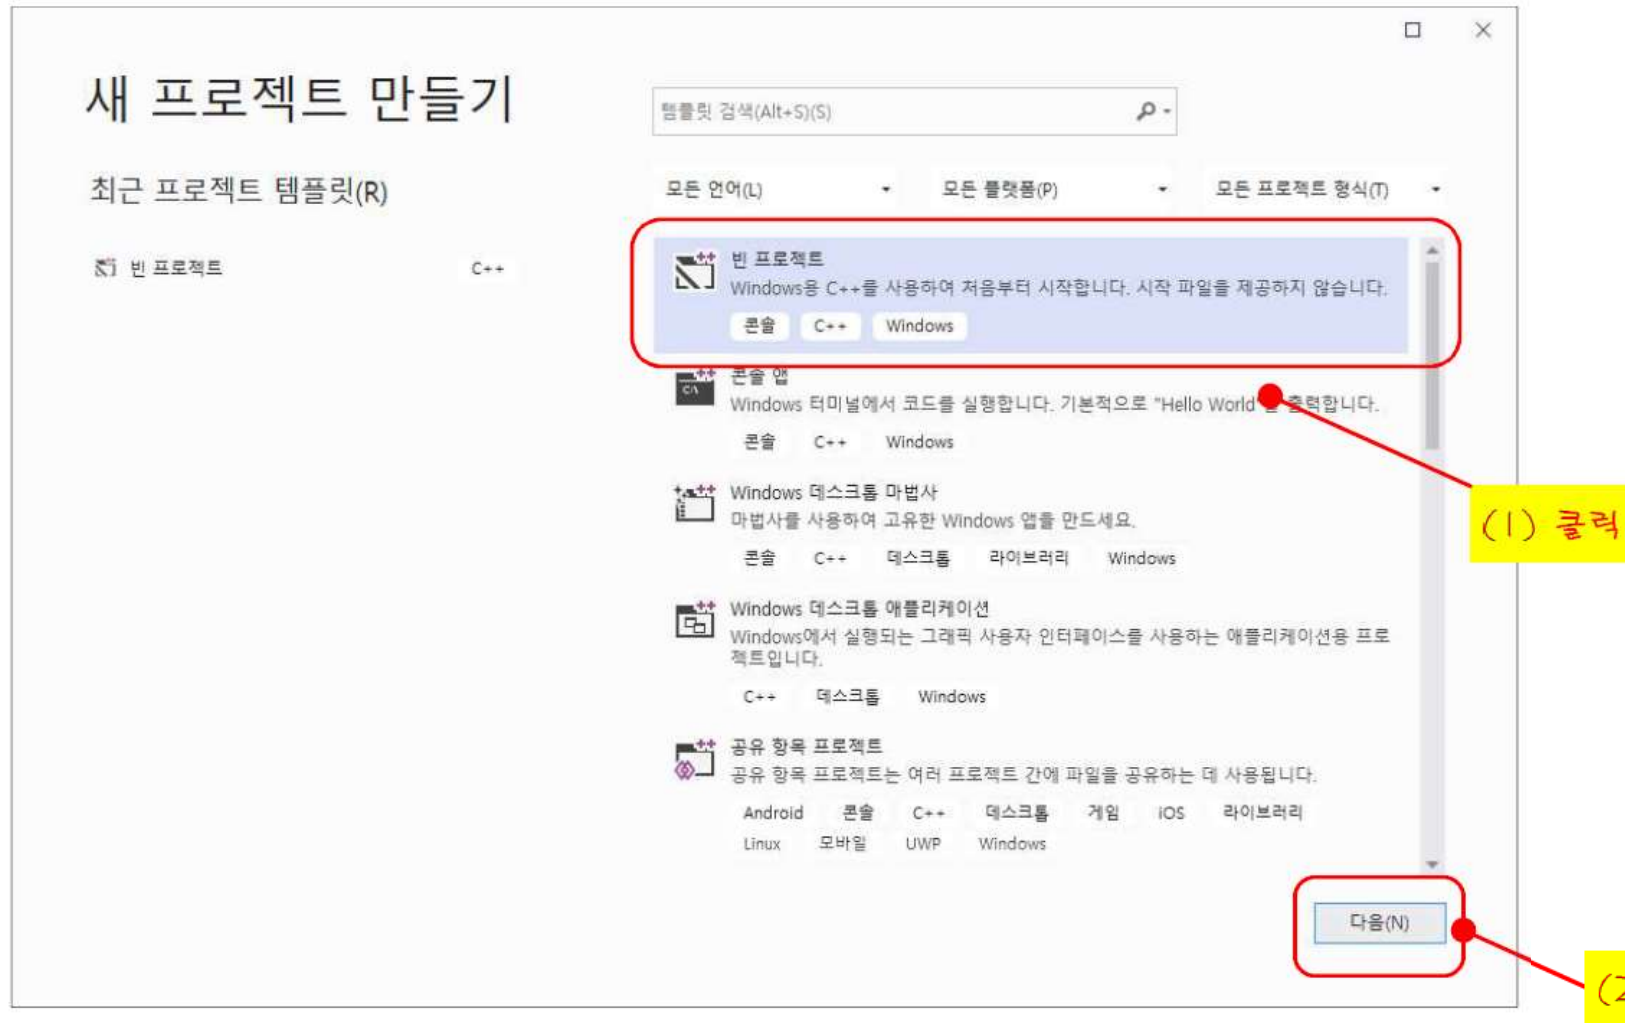 새 프로젝트 만들기
템플릿 검색(Alt+S)(S)
최근 프로젝트 템플릿(R)
모든 언어(L) 모든 플랫폼(P) 모든 프로젝트 형식(T)
빈 프로젝트 C++
빈 프로젝트
Windows용 C++를 사용하여 처음부터 시작합니다. 시작 파일을 제공하지 않습니다.
콘솔 C++ Windows
콘솔 앱
Windows 터미널에서 코드를 실행합니다. 기본적으로 "Hello World"를 출력합니다.
콘솔 C++ Windows
(1) 클릭
Windows 데스크톱 마법사
마법사를 사용하여 고유한 Windows 앱을 만드세요.
콘솔 C++ 데스크톱 라이브러리 Windows
Windows 데스크톱 애플리케이션
Windows에서 실행되는 그래픽 사용자 인터페이스를 사용하는 애플리케이션용 프로
젝트입니다.
C++ 데스크톱 Windows
공유 항목 프로젝트
공유 항목 프로젝트는 여러 프로젝트 간에 파일을 공유하는 데 사용됩니다.
Android 콘솔 C++ 데스크톱 게임 iOS 라이브러리
Linux 모바일 UWP Windows
다음(N)
(2